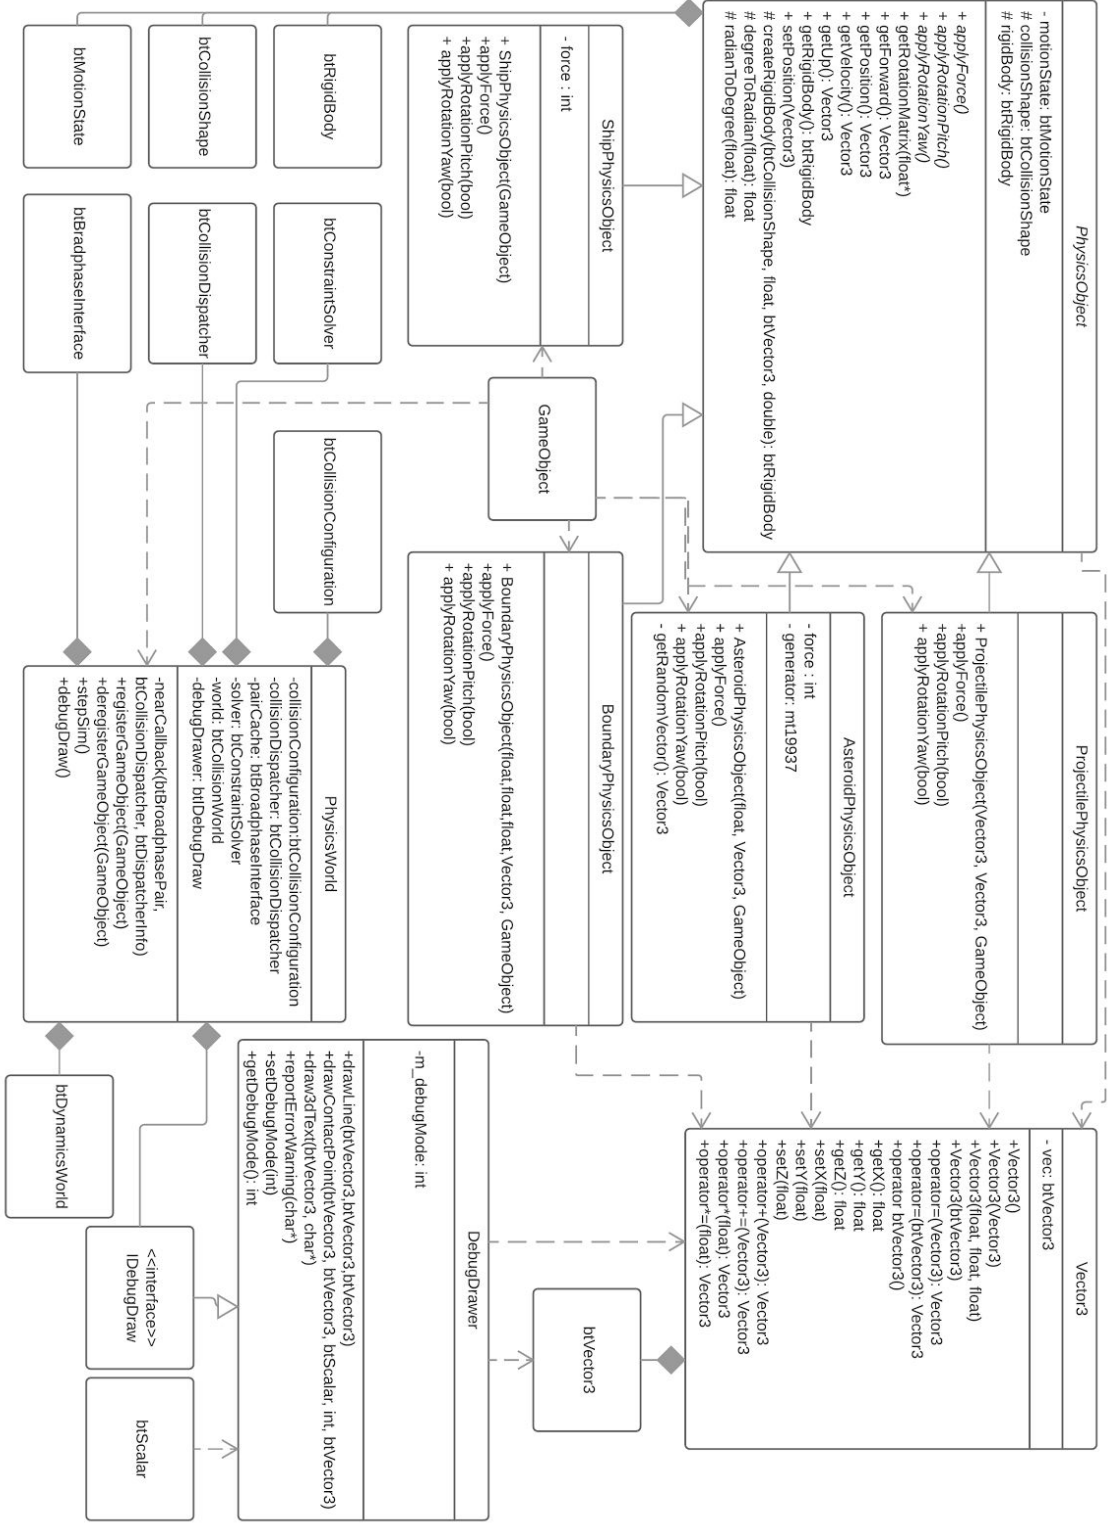 PhysicsObject
- motionState: btMotionState
# collisionShape: btCollisionShape
# rigidBody: btRigidBody
+ applyForce()
+ applyRotationPitch()
+ applyRotationYaw()
+ getRotationMatrix(float*)
+ getForward(): Vector3
+ getPosition(): Vector3
+ getVelocity(): Vector3
+ getUp(): Vector3
+ getRigidBody(): btRigidBody
+ setPosition(Vector3)
# createRigidBody(btCollisionShape, float, btVector3, double): btRigidBody
# degreeToRadian(float): float
# radianToDegree(float): float
ProjectilePhysicsObject
+ ProjectilePhysicsObject(Vector3, Vector3, GameObject)
+applyForce()
+applyRotationPitch(bool)
+ applyRotationYaw(bool)
Vector3
- vec: btVector3
+Vector3()
+Vector3(Vector3)
+Vector3(float, float, float)
+Vector3(btVector3)
+operator=(Vector3): Vector3
+operator=(btVector3): Vector3
+operator btVector3()
+getX(): float
+getY(): float
+getZ(): float
+setX(float)
+setY(float)
+setZ(float)
+operator+(Vector3): Vector3
+operator+=(Vector3): Vector3
+operator*(float): Vector3
+operator*=(float): Vector3
AsteroidPhysicsObject
- force : int
- generator: mt19937
+ AsteroidPhysicsObject(float, Vector3, GameObject)
+ applyForce()
+applyRotationPitch(bool)
+ applyRotationYaw(bool)
- getRandomVector(): Vector3
ShipPhysicsObject
- force : int
+ ShipPhysicsObject(GameObject)
+applyForce()
+applyRotationPitch(bool)
+ applyRotationYaw(bool)
GameObject
BoundaryPhysicsObject
+ BoundaryPhysicsObject(float,float,float,Vector3, GameObject)
+applyForce()
+applyRotationPitch(bool)
+ applyRotationYaw(bool)
btVector3
DebugDrawer
-m_debugMode: int
+drawLine(btVector3,btVector3,btVector3)
+drawContactPoint(btVector3, btVector3, btScalar, int, btVector3)
+draw3dText(btVector3, char*)
+reportErrorWarning(char*)
+setDebugMode(int)
+getDebugMode(): int
btRigidBody
btConstraintSolver
btCollisionConfiguration
btCollisionShape
btCollisionDispatcher
btMotionState
btBradphaseInterface
PhysicsWorld
-collisionConfiguration:btCollisionConfiguration
-collisionDispatcher: btCollisionDispatcher
-pairCache: btBroadphaseInterface
-solver: btConstraintSolver
-world: btCollisionWorld
-debugDrawer: btIDebugDraw
-nearCallback(btBroadphasePair,
btCollisionDispatcher, btDispatcherInfo)
+registerGameObject(GameObject)
+deregisterGameObject(GameObject)
+stepSim()
+debugDraw()
btDynamicsWorld
<<interface>>
IDebugDraw
btScalar